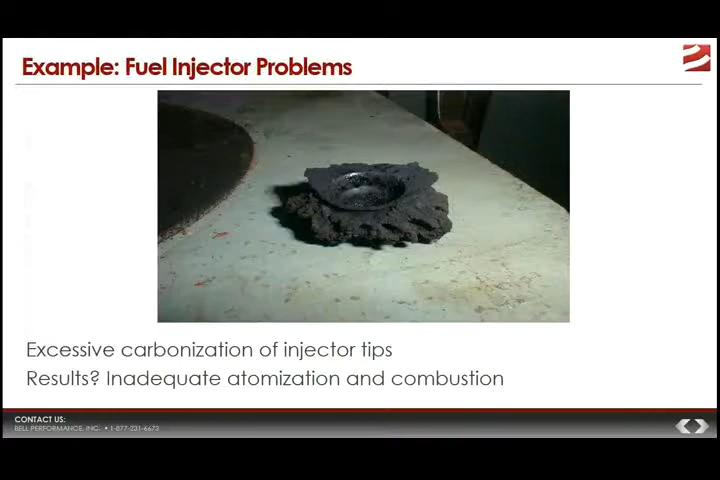 Example: Fuel Injector Problems
Excessive carbonization of injector tips
Results? Inadequate atomization and combustion
CONTACT US:
BELL PERFORMANCE, INC. • 1-877-231-6673